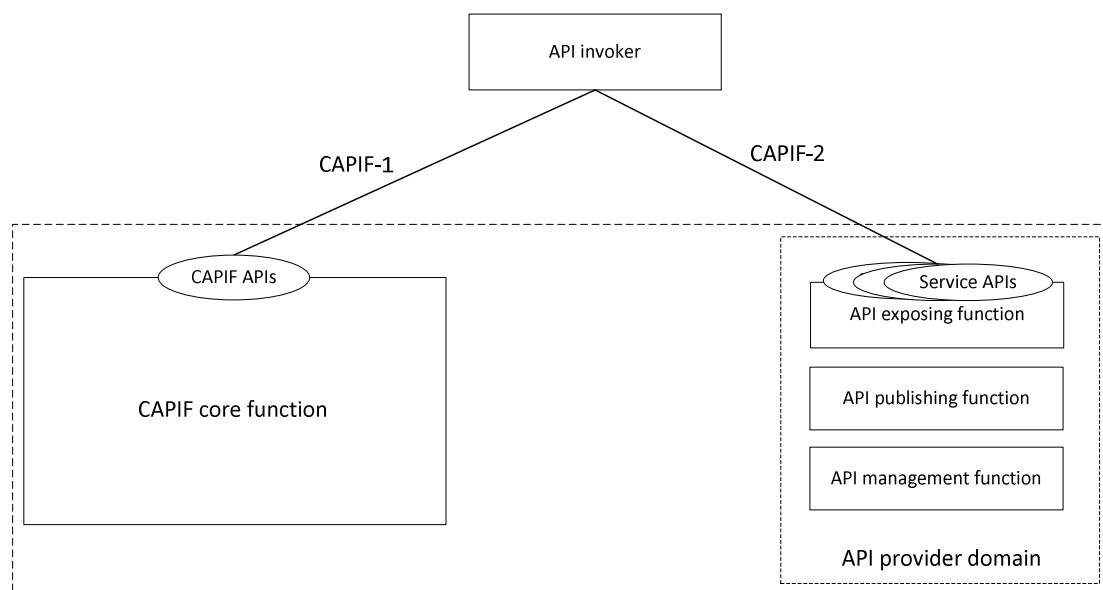 API invoker
CAPIF-1
CAPIF-2
CAPIF APIs
Service APIs
API exposing function
CAPIF core function
API publishing function
API management function
API provider domain